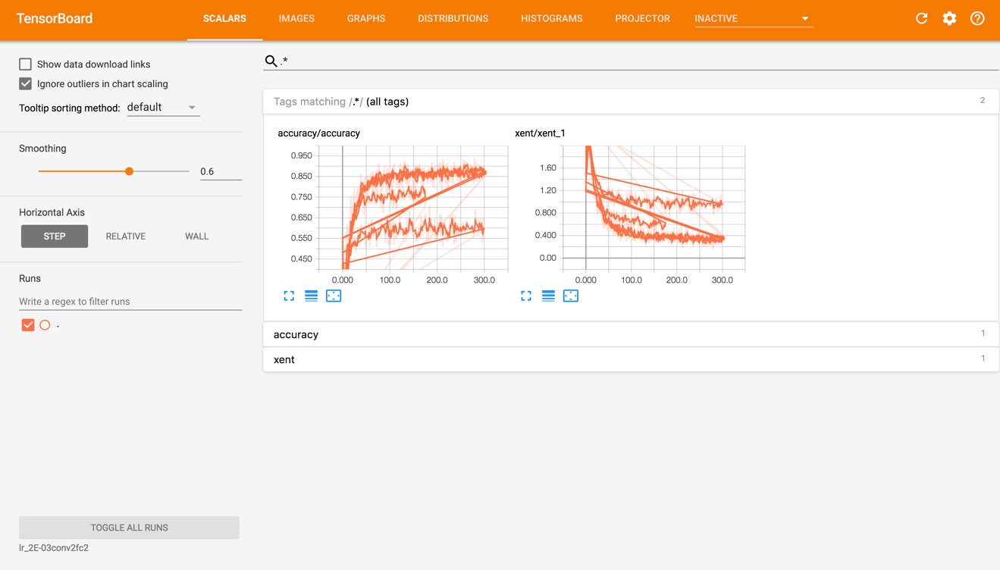 TensorBoard SCALARS IMAGES GRAPHS DISTRIBUTIONS HISTOGRAMS PROJECTOR INACTIVE
Show data download links
Ignore outliers in chart scaling
Tooltip sorting method: default
Smoothing
0.6
Horizontal Axis
STEP RELATIVE WALL
Runs
Write a regex to filter runs
.
TOGGLE ALL RUNS
lr_2E-03conv2fc2
.*
Tags matching /.*/ (all tags) 2
accuracy/accuracy
0.950
0.850
0.750
0.650
0.550
0.450
0.000 100.0 200.0 300.0
xent/xent_1
1.60
1.20
0.800
0.400
0.00
0.000 100.0 200.0 300.0
accuracy 1
xent 1